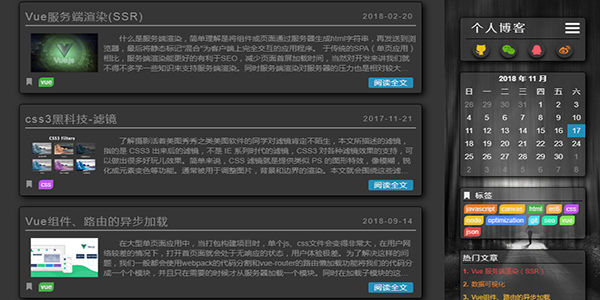 Vue服务端渲染(SSR)
2018-02-20
什么是服务端渲染，简单理解是将组件或页面通过服务器生成html字符串，再发送到浏
览器，最后将静态标记"混合"为客户端上完全交互的应用程序。 于传统的SPA（单页应用）
相比，服务端渲染能更好的有利于SEO，减少页面首屏加载时间，当然对开发来讲我们就
不得不多学一些知识来支持服务端渲染。同时服务端渲染对服务器的压力也是相对较大…
vue
阅读全文
css3黑科技-滤镜
2017-11-21
CSS3 Filters
了解摄影活着美图秀秀之类美图软件的同学对滤镜肯定不陌生，本文所描述的滤镜，
指的是 CSS3 出来后的滤镜，不是 IE 系列时代的滤镜，CSS3 对各种滤镜效果的支持，可
以做出很多好玩儿效果。简单来说，CSS 滤镜就是提供类似 PS 的图形特效，像模糊，锐
化或元素变色等功能。通常被用于调整图片，背景和边界的渲染。本文就会围绕这些滤…
css
阅读全文
Vue组件、路由的异步加载
2018-09-14
在大型单页面应用中，当打包构建项目时，单个js、css文件会变得非常大，在用户网
络较差的情况下，打开首页面就会处于无响应的状态，用户体验极差。为了解决这样的问
题，我们一般都会使用webpack的代码分割和vue-router的路由懒加载功能将我们的代码分
成一个个模块，并且只在需要的时候才从服务器加载一个模块。同时在加载子模块的这…
阅读全文
个人博客
2018 年 11 月
日 一 二 三 四 五 六
28 29 30 31 1 2 3
4 5 6 7 8 9 10
11 12 13 14 15 16 17
18 19 20 21 22 23 24
25 26 27 28 29 30 1
2 3 4 5 6 7 8
标签
javascript canvas html es6 css
node optimization git seo vue
json
热门文章
1. Vue 服务端渲染（SSR）
2. 数据可视化
3. Vue组件、路由的异步加载